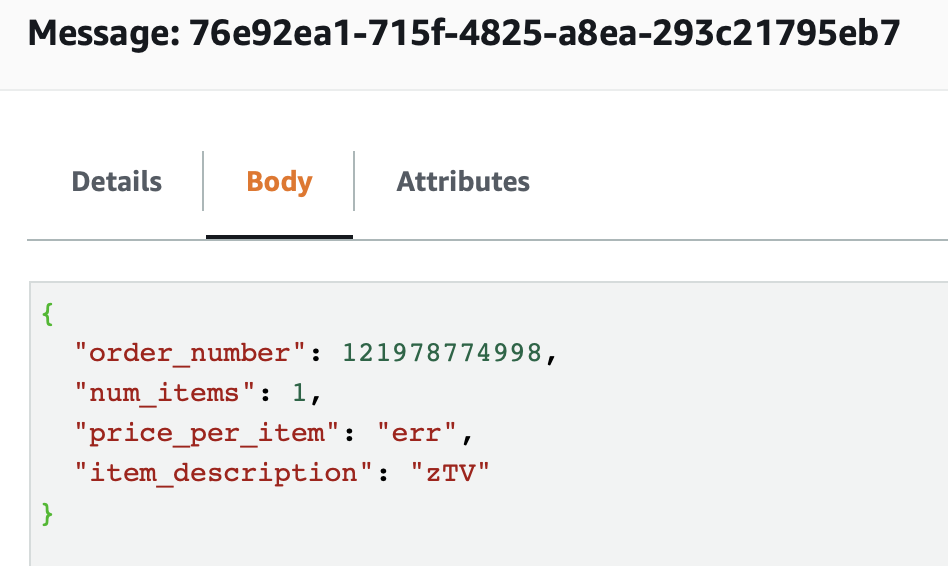 Message: 76e92ea1-715f-4825-a8ea-293c21795eb7
Details Body Attributes
{
"order_number": 121978774998,
"num_items": 1,
"price_per_item": "err",
"item_description": "zTV"
}